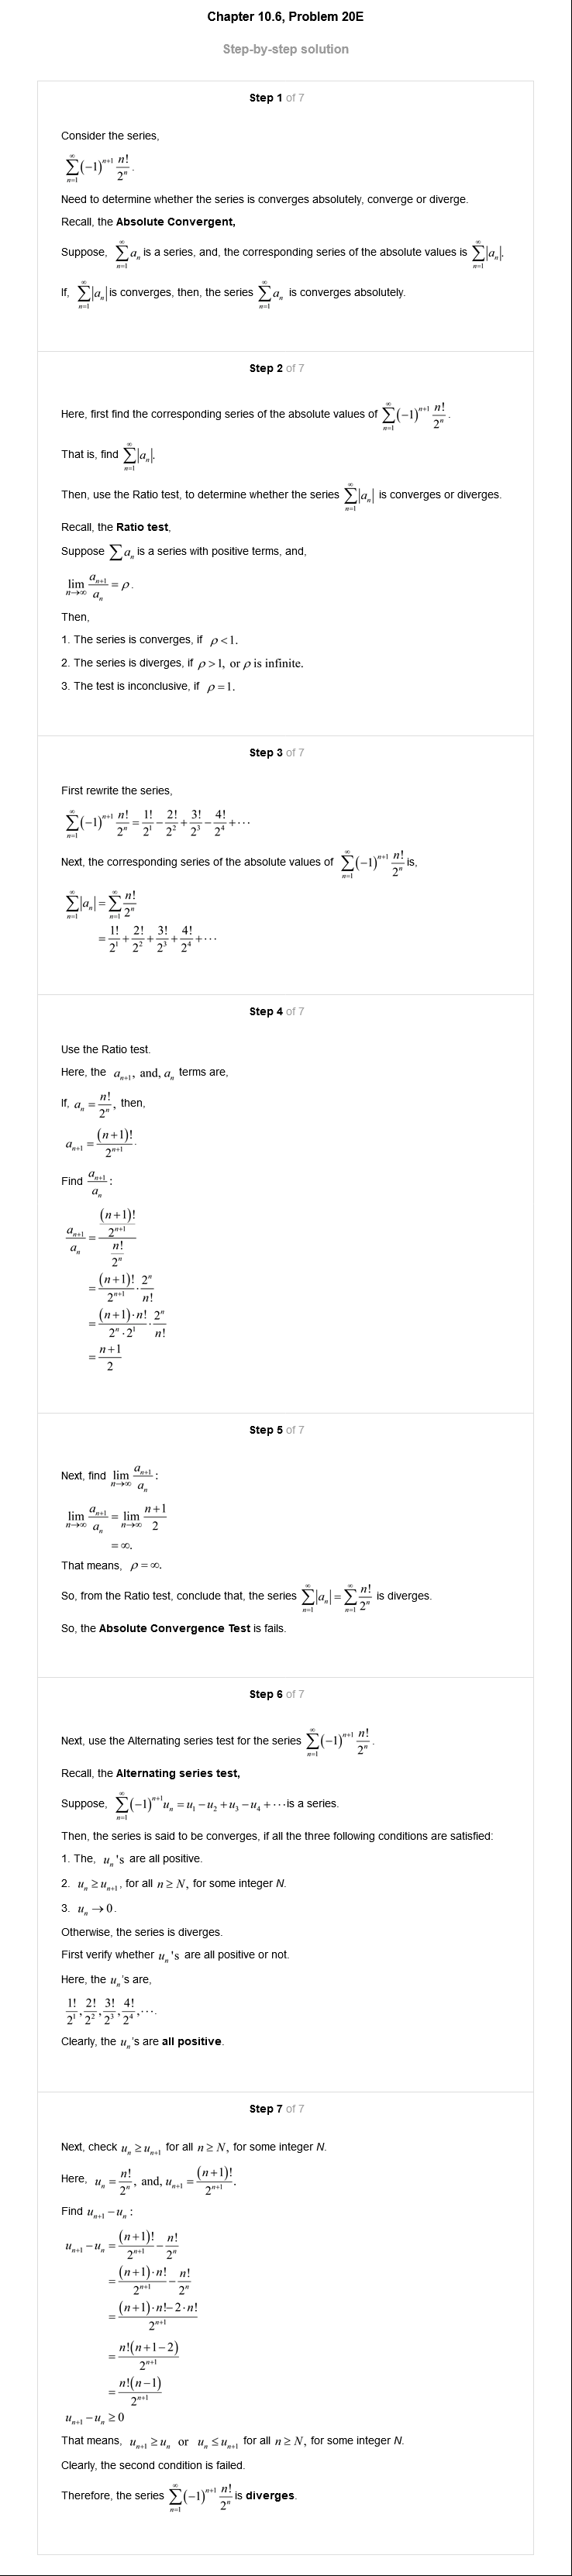 Chapter 10.6, Problem 20E
Step-by-step solution
Step 1 of 7
Consider the series,
$\sum_{n=1}^{\infty}(-1)^{n+1}\frac{n!}{2^n}$.
Need to determine whether the series is converges absolutely, converge or diverge.
Recall, the Absolute Convergent,
Suppose, $\sum_{n=1}^{\infty}a_n$ is a series, and, the corresponding series of the absolute values is $\sum_{n=1}^{\infty}|a_n|$.
If, $\sum_{n=1}^{\infty}|a_n|$ is converges, then, the series $\sum_{n=1}^{\infty}a_n$ is converges absolutely.
Step 2 of 7
Here, first find the corresponding series of the absolute values of $\sum_{n=1}^{\infty}(-1)^{n+1}\frac{n!}{2^n}$.
That is, find $\sum_{n=1}^{\infty}|a_n|$.
Then, use the Ratio test, to determine whether the series $\sum_{n=1}^{\infty}|a_n|$ is converges or diverges.
Recall, the Ratio test,
Suppose $\sum a_n$ is a series with positive terms, and,
$\lim_{n\to\infty}\frac{a_{n+1}}{a_n}=\rho$.
Then,
1. The series is converges, if $\rho<1$.
2. The series is diverges, if $\rho>1$, or $\rho$ is infinite.
3. The test is inconclusive, if $\rho=1$.
Step 3 of 7
First rewrite the series,
$\sum_{n=1}^{\infty}(-1)^{n+1}\frac{n!}{2^n}=\frac{1!}{2^1}-\frac{2!}{2^2}+\frac{3!}{2^3}-\frac{4!}{2^4}+\cdots$
Next, the corresponding series of the absolute values of $\sum_{n=1}^{\infty}(-1)^{n+1}\frac{n!}{2^n}$ is,
$\sum_{n=1}^{\infty}|a_n|=\sum_{n=1}^{\infty}\frac{n!}{2^n}$
$=\frac{1!}{2^1}+\frac{2!}{2^2}+\frac{3!}{2^3}+\frac{4!}{2^4}+\cdots$
Step 4 of 7
Use the Ratio test.
Here, the $a_{n+1}$, and, $a_n$ terms are,
If, $a_n=\frac{n!}{2^n}$, then,
$a_{n+1}=\frac{(n+1)!}{2^{n+1}}$.
Find $\frac{a_{n+1}}{a_n}$:
$\frac{a_{n+1}}{a_n}=\frac{\frac{(n+1)!}{2^{n+1}}}{\frac{n!}{2^n}}$
$=\frac{(n+1)!}{2^{n+1}}\cdot\frac{2^n}{n!}$
$=\frac{(n+1)\cdot n!}{2^n\cdot 2^1}\cdot\frac{2^n}{n!}$
$=\frac{n+1}{2}$
Step 5 of 7
Next, find $\lim_{n\to\infty}\frac{a_{n+1}}{a_n}$:
$\lim_{n\to\infty}\frac{a_{n+1}}{a_n}=\lim_{n\to\infty}\frac{n+1}{2}$
$=\infty$.
That means, $\rho=\infty$.
So, from the Ratio test, conclude that, the series $\sum_{n=1}^{\infty}|a_n|=\sum_{n=1}^{\infty}\frac{n!}{2^n}$ is diverges.
So, the Absolute Convergence Test is fails.
Step 6 of 7
Next, use the Alternating series test for the series $\sum_{n=1}^{\infty}(-1)^{n+1}\frac{n!}{2^n}$.
Recall, the Alternating series test,
Suppose, $\sum_{n=1}^{\infty}(-1)^{n+1}u_n=u_1-u_2+u_3-u_4+\cdots$ is a series.
Then, the series is said to be converges, if all the three following conditions are satisfied:
1. The, $u_n$'s are all positive.
2. $u_n\ge u_{n+1}$, for all $n\ge N$, for some integer N.
3. $u_n\to 0$.
Otherwise, the series is diverges.
First verify whether $u_n$'s are all positive or not.
Here, the $u_n$'s are,
$\frac{1!}{2^1},\frac{2!}{2^2},\frac{3!}{2^3},\frac{4!}{2^4},\cdots$.
Clearly, the $u_n$'s are all positive.
Step 7 of 7
Next, check $u_n\ge u_{n+1}$ for all $n\ge N$, for some integer N.
Here, $u_n=\frac{n!}{2^n}$, and, $u_{n+1}=\frac{(n+1)!}{2^{n+1}}$.
Find $u_{n+1}-u_n$:
$u_{n+1}-u_n=\frac{(n+1)!}{2^{n+1}}-\frac{n!}{2^n}$
$=\frac{(n+1)\cdot n!}{2^{n+1}}-\frac{n!}{2^n}$
$=\frac{(n+1)\cdot n!-2\cdot n!}{2^{n+1}}$
$=\frac{n!(n+1-2)}{2^{n+1}}$
$=\frac{n!(n-1)}{2^{n+1}}$
$u_{n+1}-u_n\ge 0$
That means, $u_{n+1}\ge u_n$ or $u_n\le u_{n+1}$ for all $n\ge N$, for some integer N.
Clearly, the second condition is failed.
Therefore, the series $\sum_{n=1}^{\infty}(-1)^{n+1}\frac{n!}{2^n}$ is diverges.